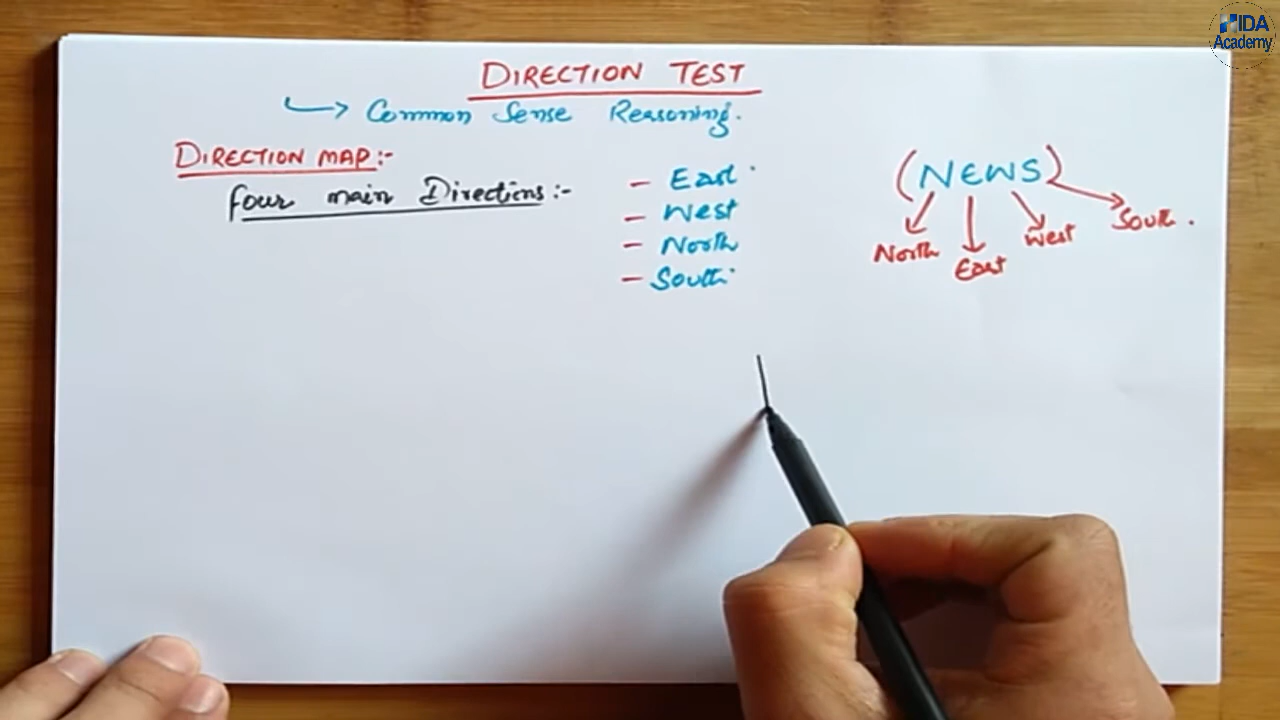 DIRECTION TEST
Common Sense Reasoning.
DIRECTION MAP:-
four main Directions:-
- East
- West
- North
- South
(NEWS)
North
East
West
South.
IDA
Academy